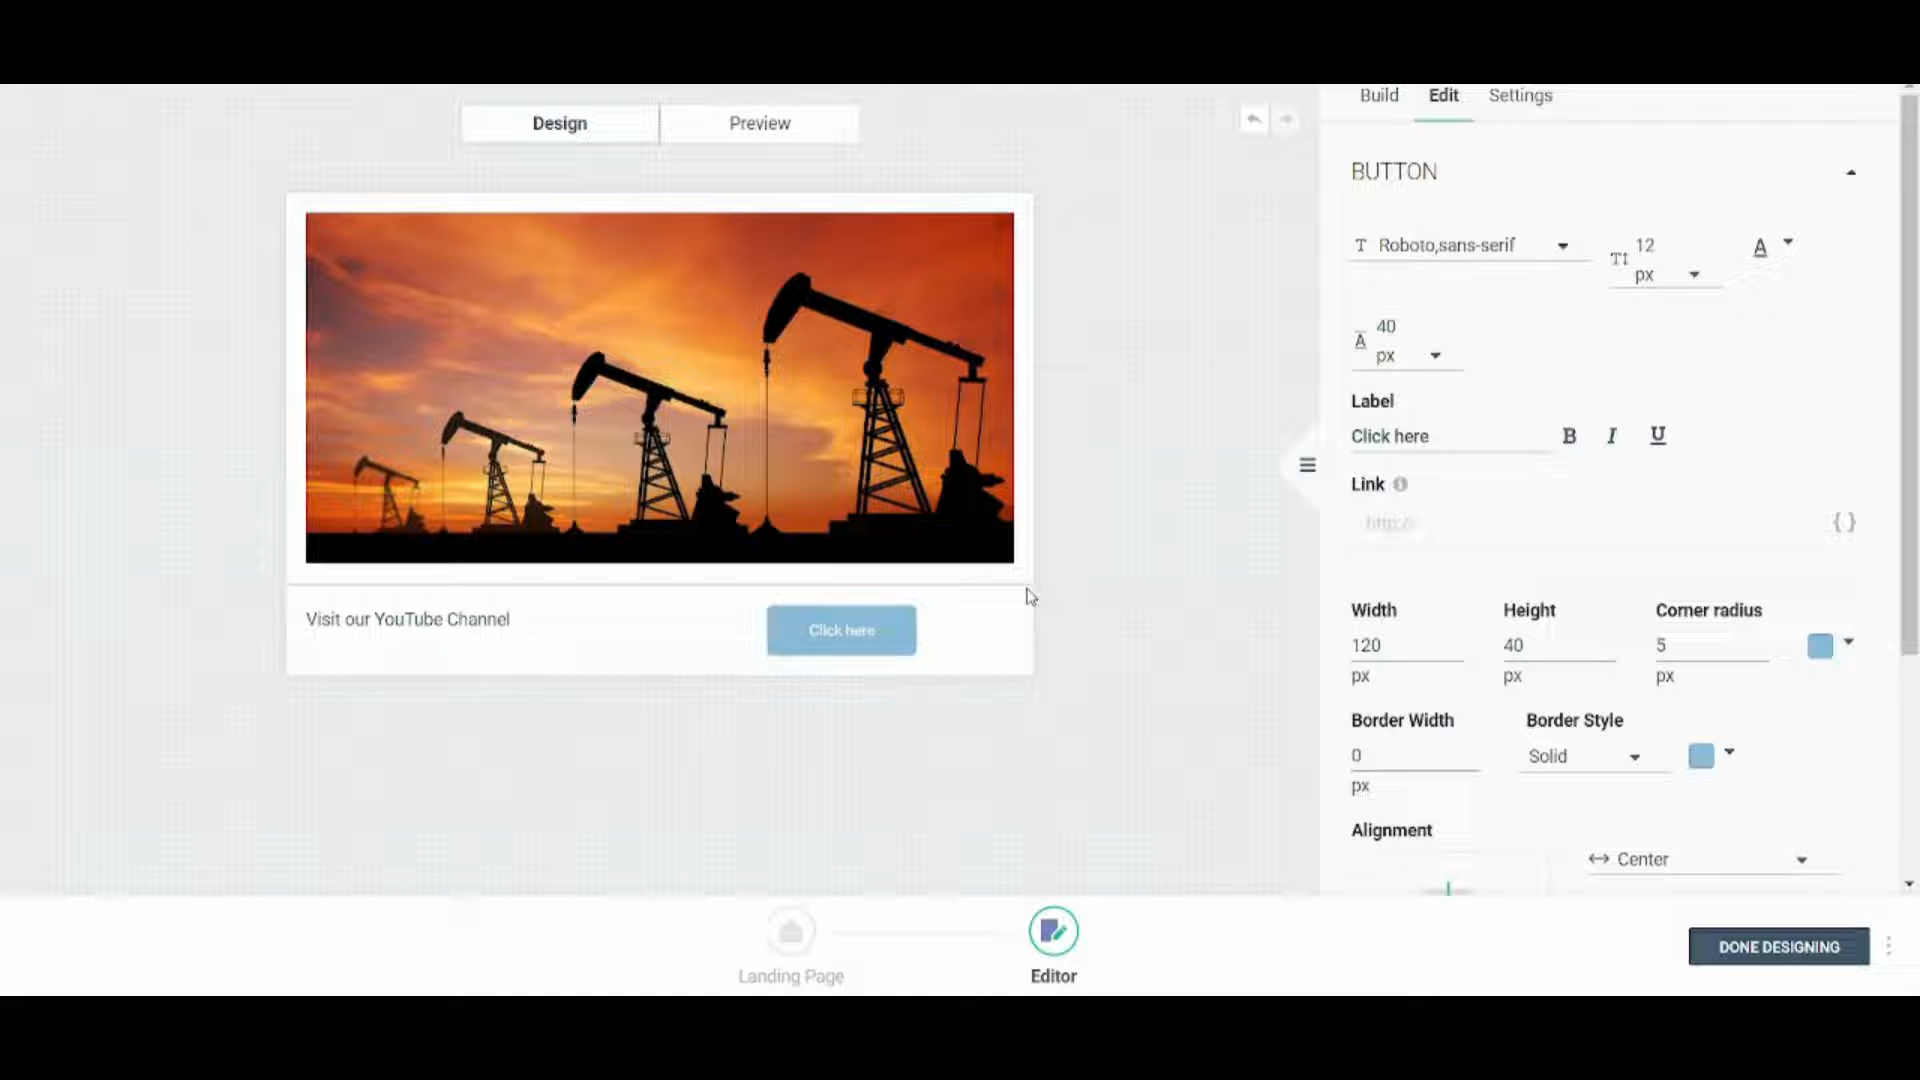 Design
Preview
Build
Edit
Settings
BUTTON
T Roboto,sans-serif
12
px
A
40
px
Label
Click here
B I U
Link
http://
{ }
Width
Height
Corner radius
120
40
5
px
px
px
Border Width
Border Style
0
Solid
px
Alignment
Center
Visit our YouTube Channel
Click here
Landing Page
Editor
DONE DESIGNING